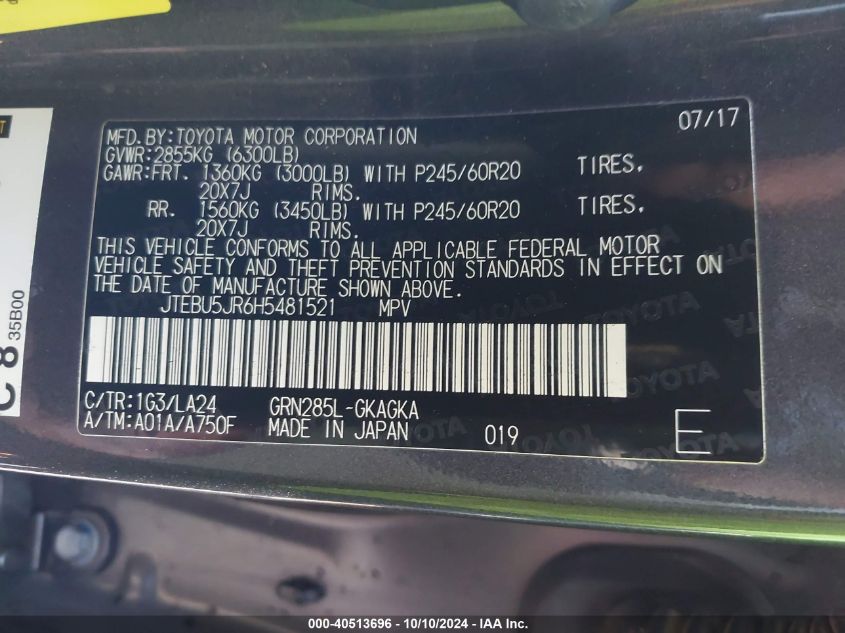 07/17
MFD.BY:TOYOTA MOTOR CORPORATION
GVWR:2855KG (6300LB)
GAWR:FRT. 1360KG (3000LB) WITH P245/60R20 TIRES,
20X7J RIMS.
RR. 1560KG (3450LB) WITH P245/60R20 TIRES,
20X7J RIMS.
THIS VEHICLE CONFORMS TO ALL APPLICABLE FEDERAL MOTOR
VEHICLE SAFETY AND THEFT PREVENTION STANDARDS IN EFFECT ON
THE DATE OF MANUFACTURE SHOWN ABOVE.
JTEBU5JR6H5481521 MPV
C/TR:1G3/LA24 GRN285L-GKAGKA
A/TM:A01A/A750F MADE IN JAPAN 019 E
C 8 35B00
000-40513696 - 10/10/2024 - IAA Inc.